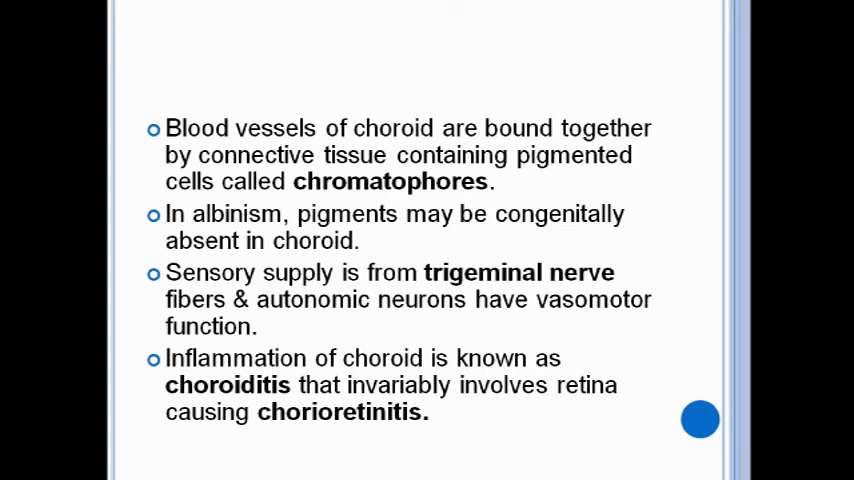 Blood vessels of choroid are bound together
by connective tissue containing pigmented
cells called chromatophores.
In albinism, pigments may be congenitally
absent in choroid.
Sensory supply is from trigeminal nerve
fibers & autonomic neurons have vasomotor
function.
Inflammation of choroid is known as
choroiditis that invariably involves retina
causing chorioretinitis.